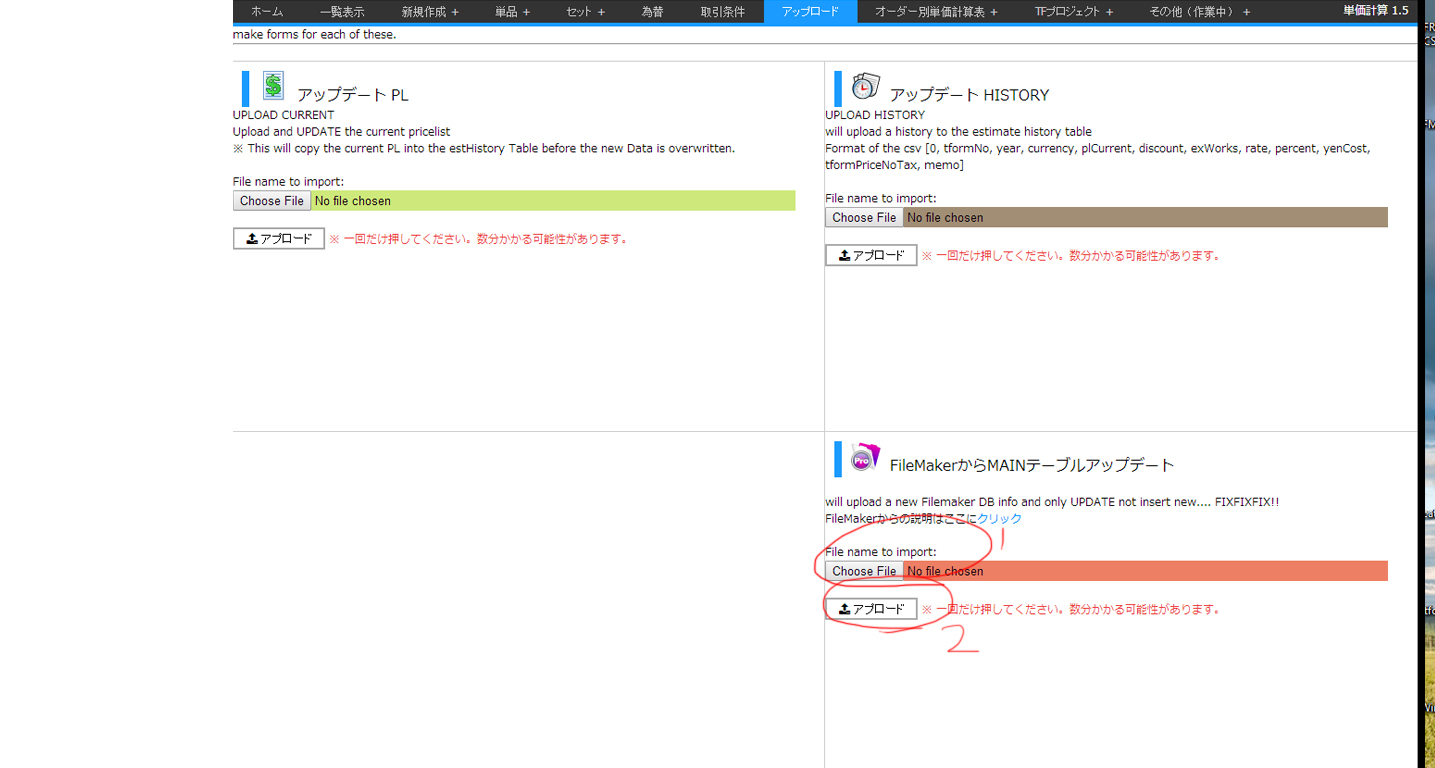 ホーム 一覧表示 新規作成 + 単品 + セット + 為替 取引条件 アップロード オーダー別単価計算表 + TFプロジェクト + その他（作業中） + 単価計算 1.5
make forms for each of these.
アップデート PL
UPLOAD CURRENT
Upload and UPDATE the current pricelist
※ This will copy the current PL into the estHistory Table before the new Data is overwritten.
File name to import:
Choose File No file chosen
アプロード ※ 一回だけ押してください。数分かかる可能性があります。
アップデート HISTORY
UPLOAD HISTORY
will upload a history to the estimate history table
Format of the csv [0, tformNo, year, currency, plCurrent, discount, exWorks, rate, percent, yenCost,
tformPriceNoTax, memo]
File name to import:
Choose File No file chosen
アプロード ※ 一回だけ押してください。数分かかる可能性があります。
Pro
FileMakerからMAINテーブルアップデート
will upload a new Filemaker DB info and only UPDATE not insert new.... FIXFIXFIX!!
FileMakerからの説明はここにクリック
1
File name to import:
Choose File No file chosen
アプロード ※ 一回だけ押してください。数分かかる可能性があります。
2